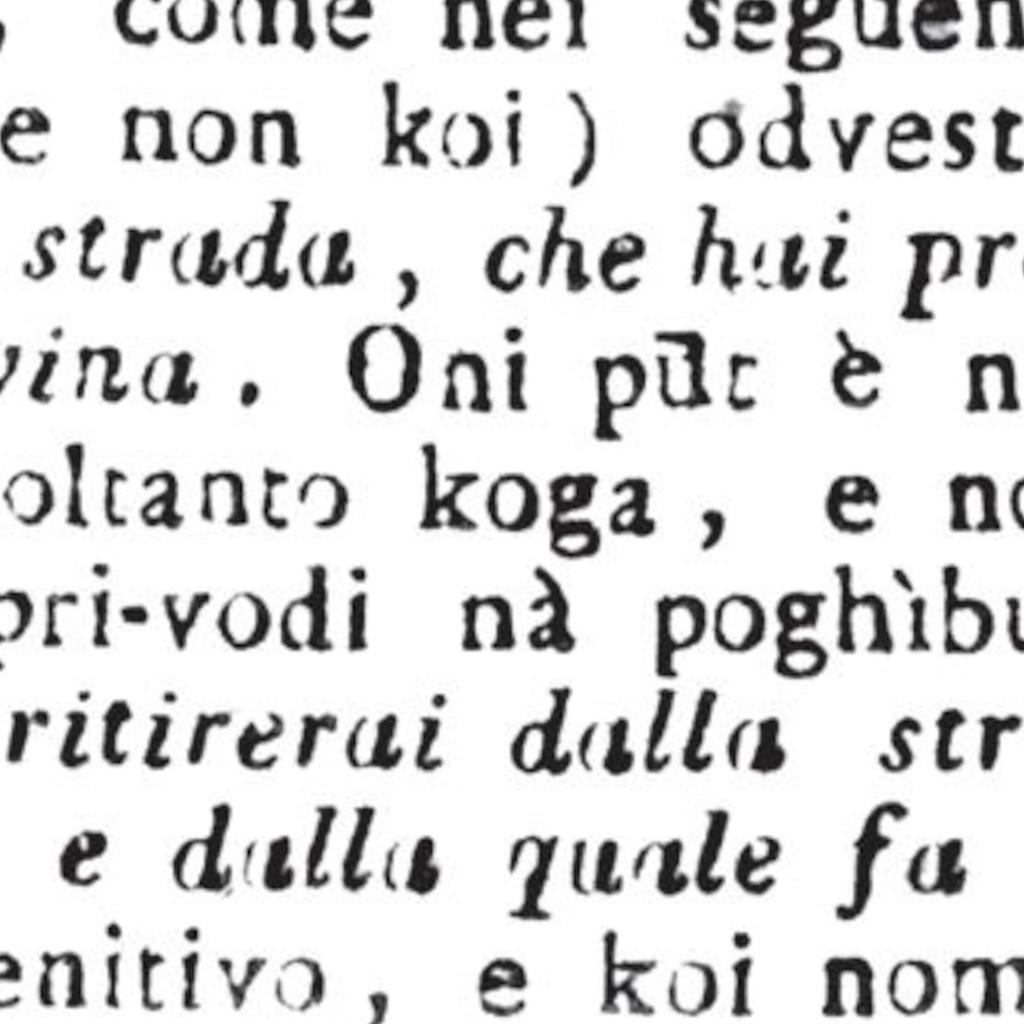 , come nei seguen
e non koi) odvest
strada, che hai pr
vina. Oni pūt è n
oltanto koga, e no
pri-vodi nà poghìbu
ritirerai dalla str
e dalla quale fa
enitivo, e koi nom